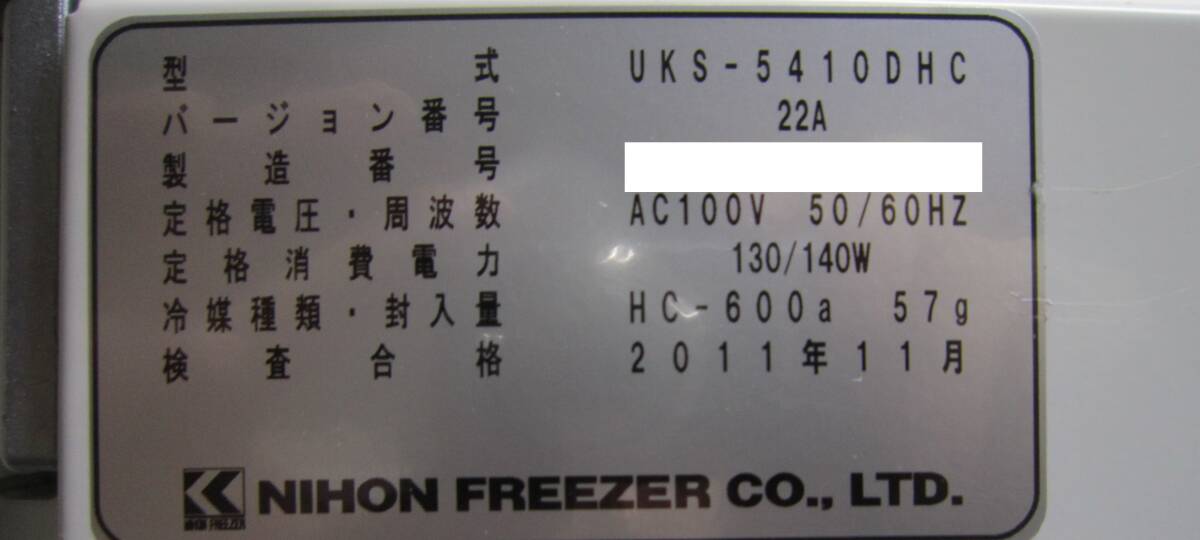 型式 UKS-5410DHC
バージョン番号 22A
製造番号
定格電圧・周波数 AC100V 50/60HZ
定格消費電力 130/140W
冷媒種類・封入量 HC-600a 57g
検査合格 2011年11月
NIHON FREEZER NIHON FREEZER CO., LTD.